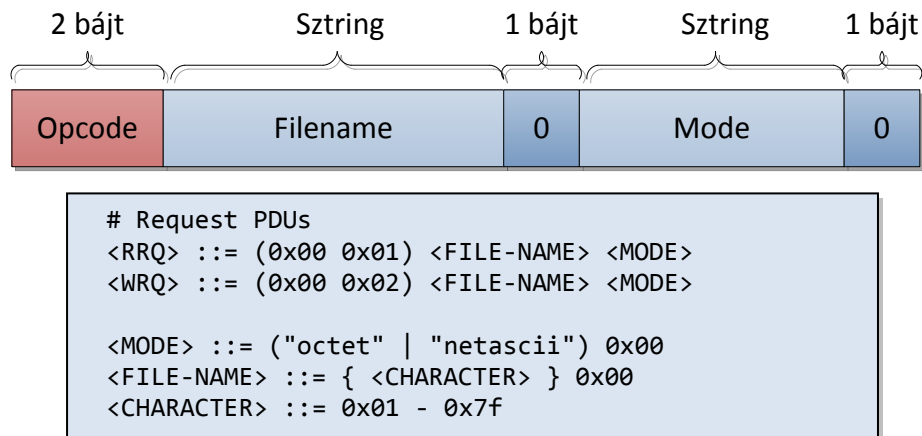 2 bájt Sztring 1 bájt Sztring 1 bájt
Opcode Filename 0 Mode 0
# Request PDUs
<RRQ> ::= (0x00 0x01) <FILE-NAME> <MODE>
<WRQ> ::= (0x00 0x02) <FILE-NAME> <MODE>
<MODE> ::= ("octet" | "netascii") 0x00
<FILE-NAME> ::= { <CHARACTER> } 0x00
<CHARACTER> ::= 0x01 - 0x7f